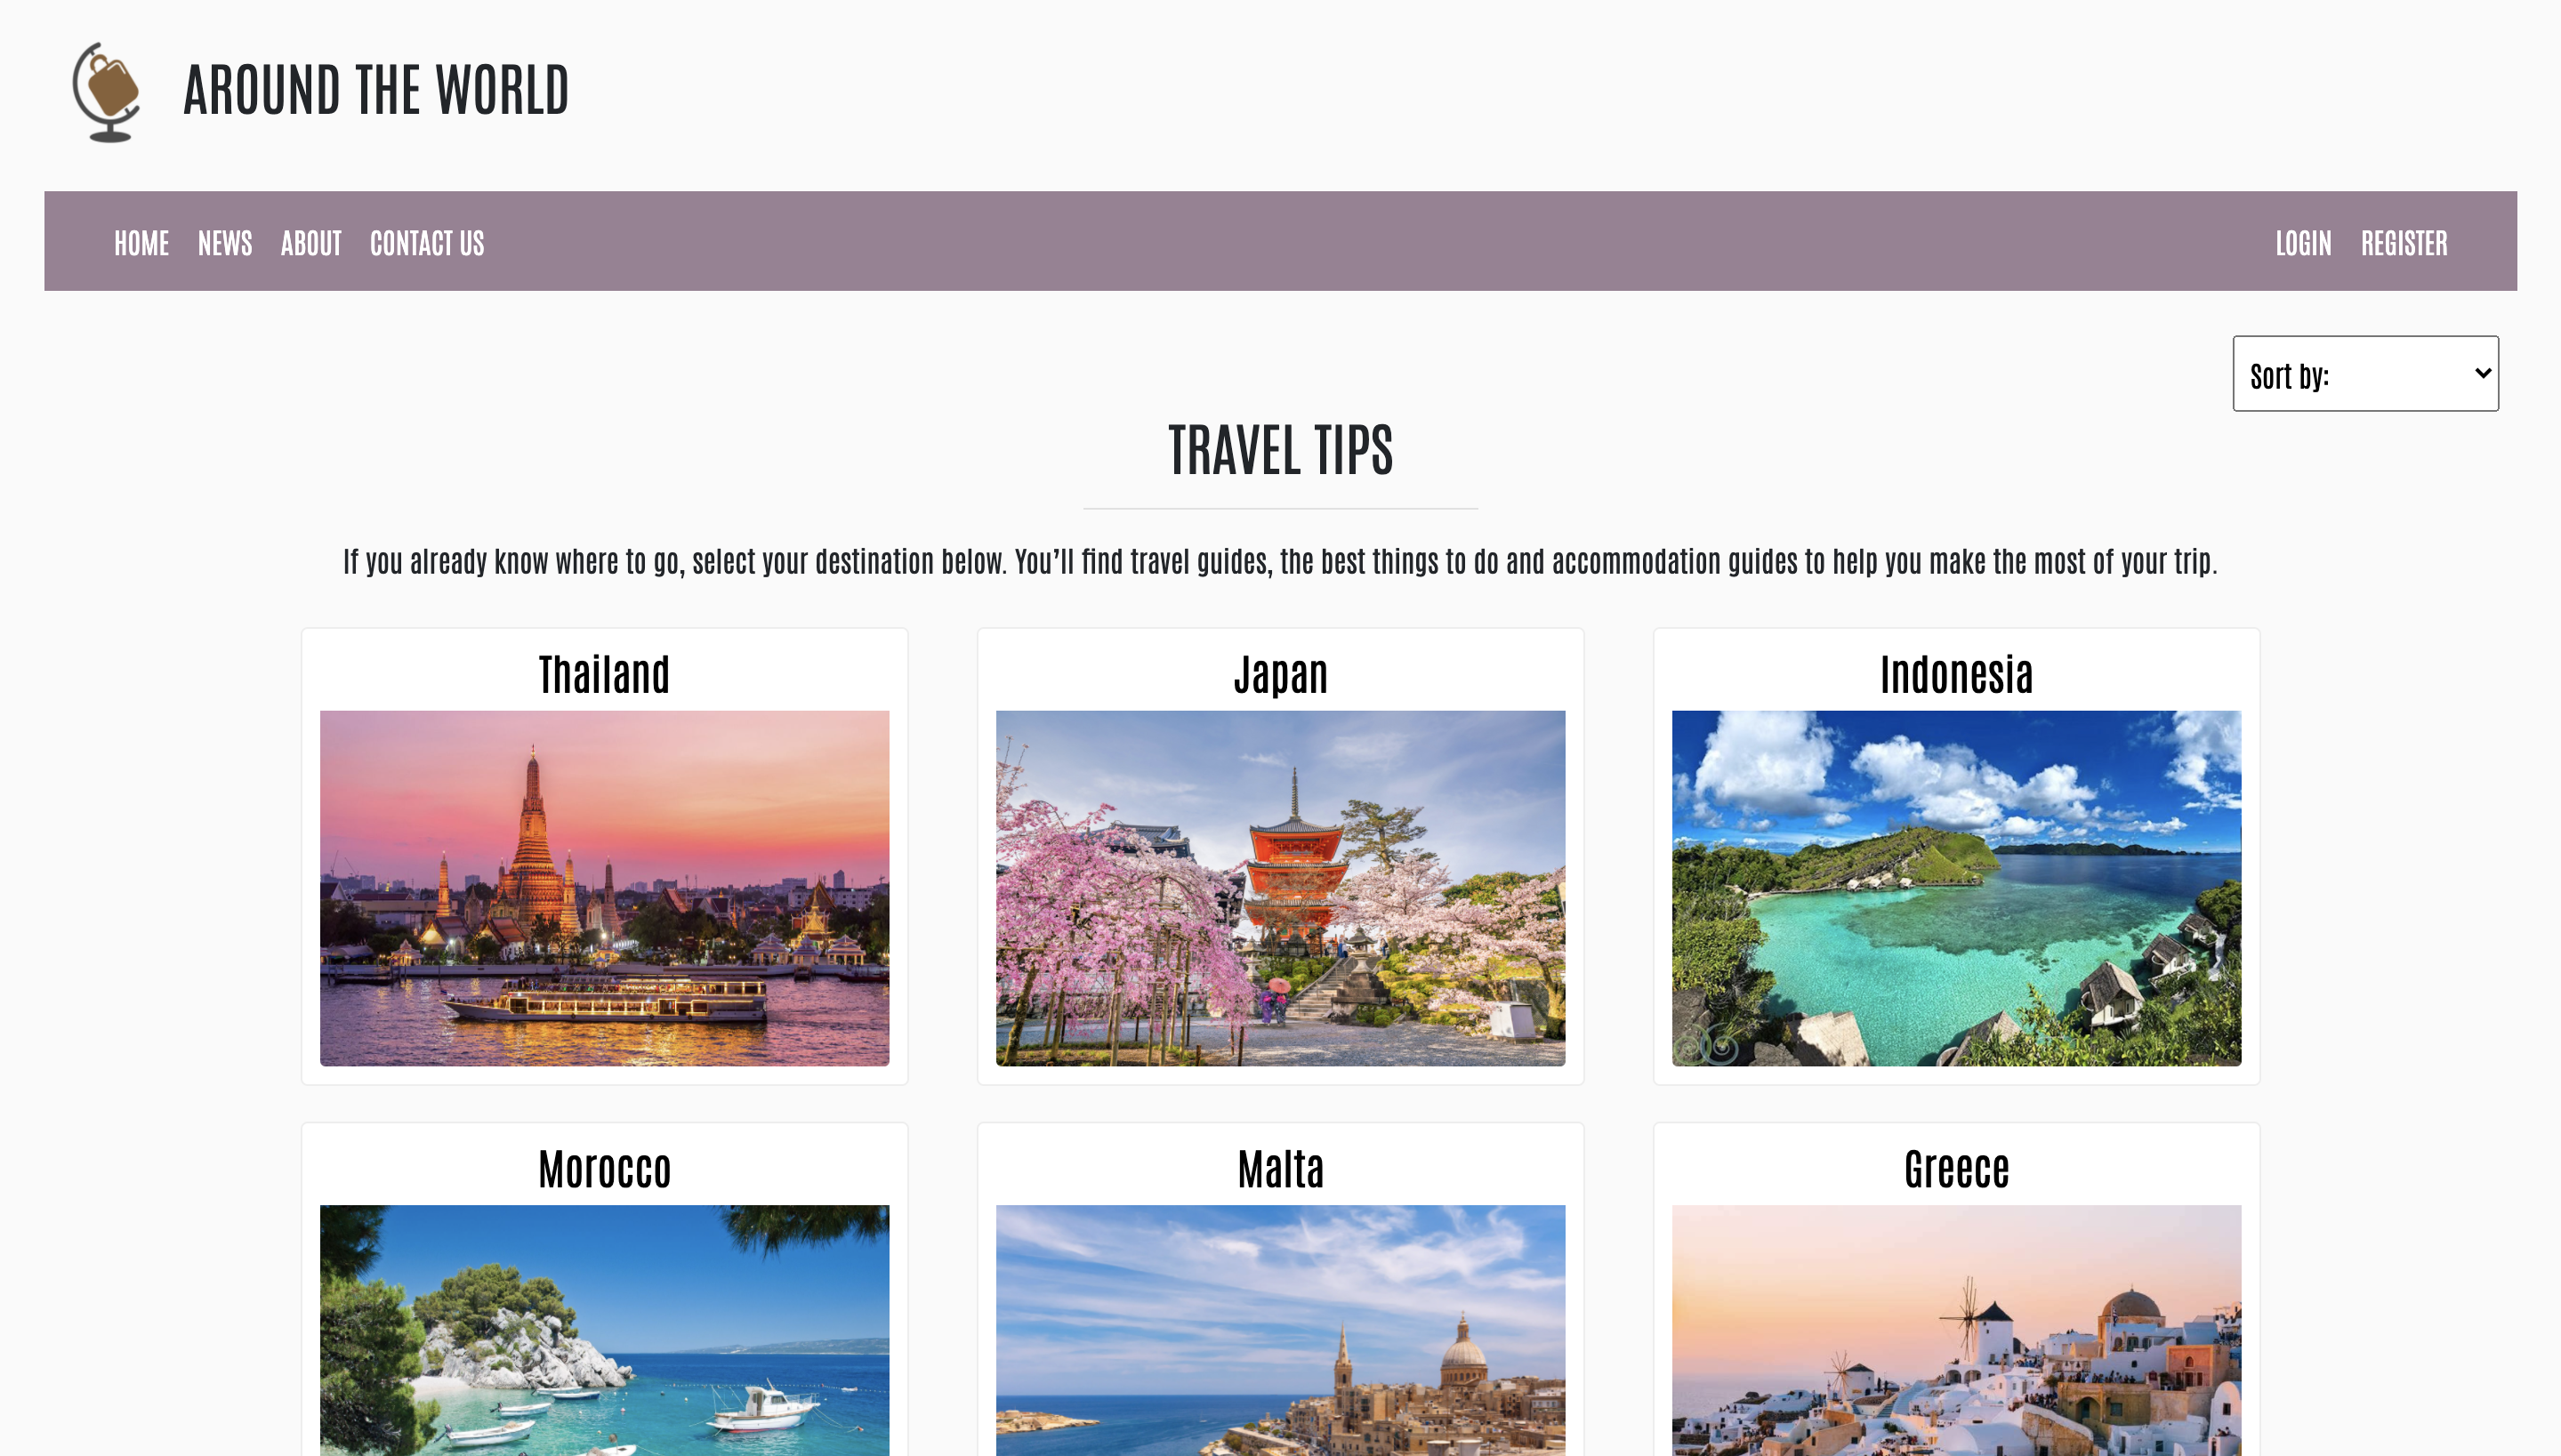 AROUND THE WORLD
HOME NEWS ABOUT CONTACT US LOGIN REGISTER
Sort by:
TRAVEL TIPS
If you already know where to go, select your destination below. You’ll find travel guides, the best things to do and accommodation guides to help you make the most of your trip.
Thailand Japan Indonesia
Morocco Malta Greece